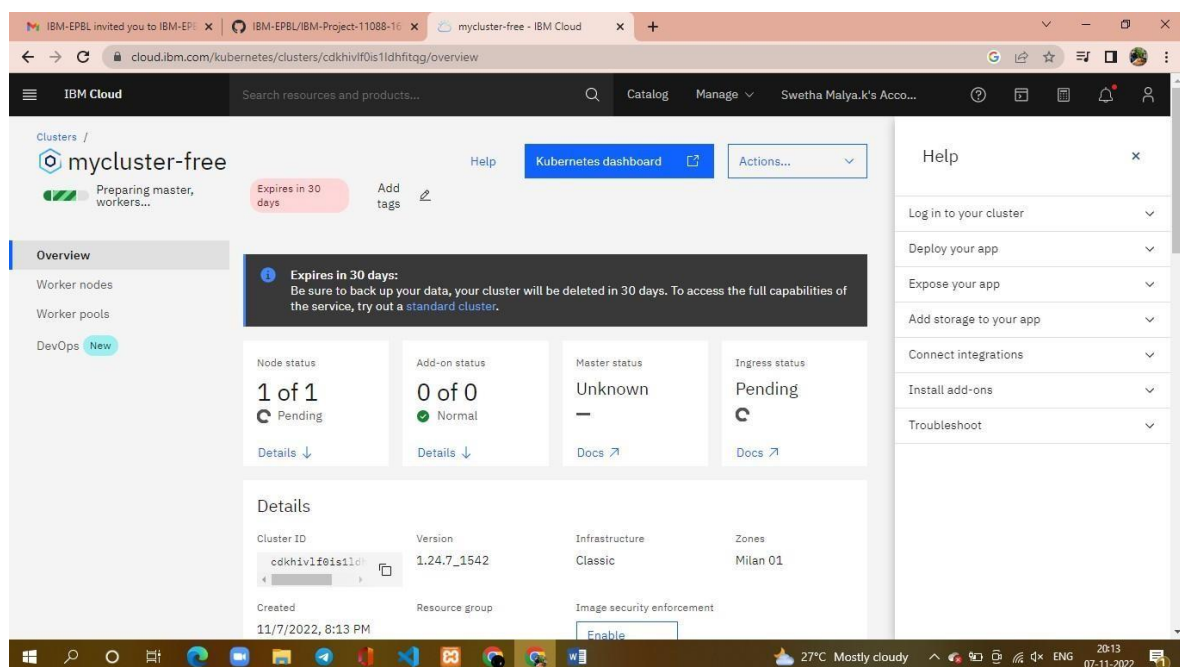 IBM-EPBL invited you to IBM-EPB
IBM-EPBL/IBM-Project-11088-16
mycluster-free - IBM Cloud
cloud.ibm.com/kubernetes/clusters/cdkhivlf0is1ldhfitqg/overview
IBM Cloud
Search resources and products...
Catalog
Manage
Swetha Malya.k's Acco...
Clusters /
mycluster-free
Preparing master,
workers...
Expires in 30
days
Add
tags
Help
Kubernetes dashboard
Actions...
Overview
Worker nodes
Worker pools
DevOps New
Expires in 30 days:
Be sure to back up your data, your cluster will be deleted in 30 days. To access the full capabilities of
the service, try out a standard cluster.
Node status
1 of 1
Pending
Details
Add-on status
0 of 0
Normal
Details
Master status
Unknown
Docs
Ingress status
Pending
Docs
Details
Cluster ID
cdkhivlf0is1ldh
Version
1.24.7_1542
Infrastructure
Classic
Zones
Milan 01
Created
11/7/2022, 8:13 PM
Resource group
Image security enforcement
Enable
Help
Log in to your cluster
Deploy your app
Expose your app
Add storage to your app
Connect integrations
Install add-ons
Troubleshoot
27°C Mostly cloudy
ENG
20:13
07-11-2022